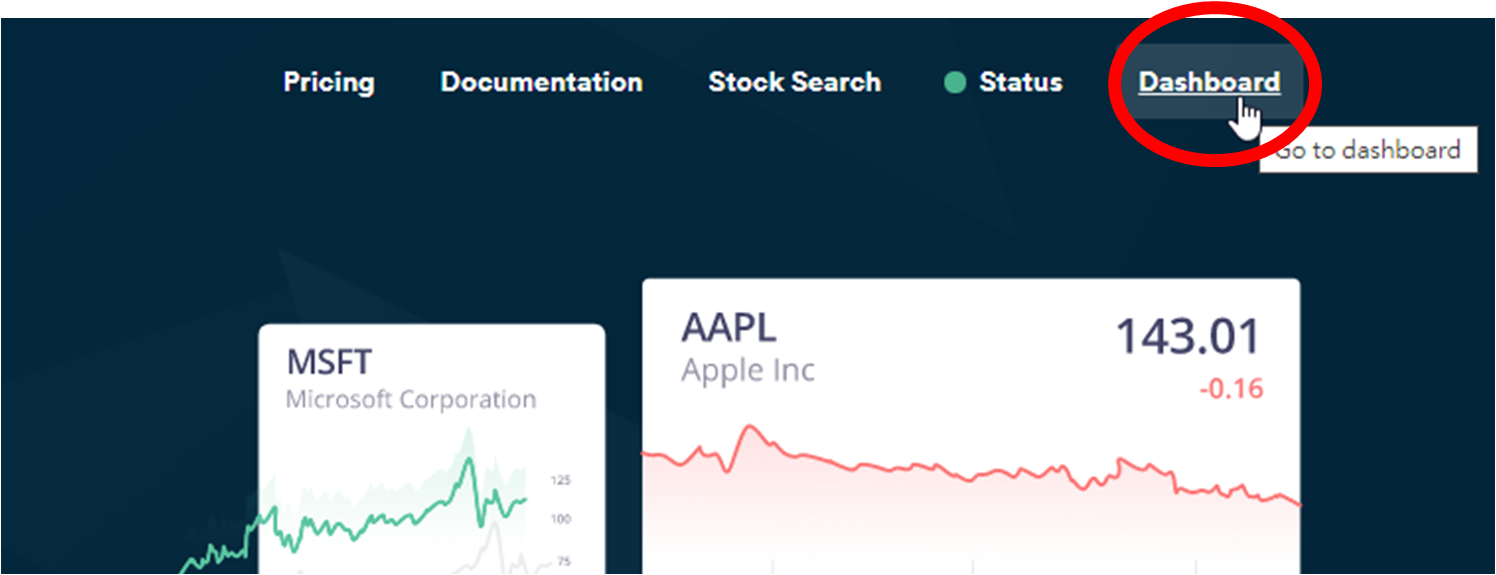 Pricing Documentation Stock Search Status Dashboard
Go to dashboard
AAPL 143.01
Apple Inc -0.16
MSFT
Microsoft Corporation
125
100
75